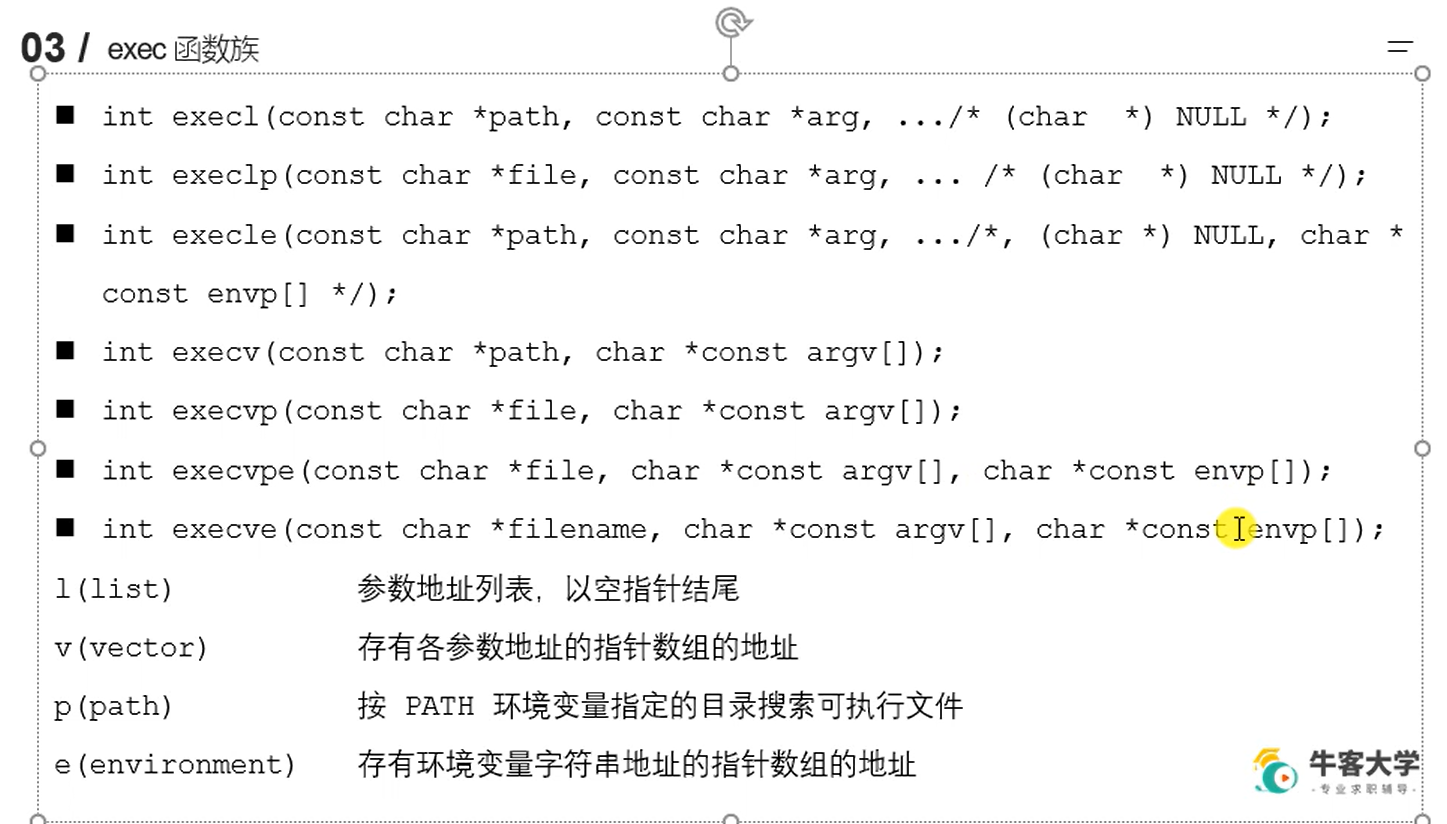 03 / exec 函数族
■ int execl(const char *path, const char *arg, .../* (char  *) NULL */);
■ int execlp(const char *file, const char *arg, ... /* (char  *) NULL */);
■ int execle(const char *path, const char *arg, .../*, (char *) NULL, char *
const envp[] */);
■ int execv(const char *path, char *const argv[]);
■ int execvp(const char *file, char *const argv[]);
■ int execvpe(const char *file, char *const argv[], char *const envp[]);
■ int execve(const char *filename, char *const argv[], char *const envp[]);
l(list) 参数地址列表，以空指针结尾
v(vector) 存有各参数地址的指针数组的地址
p(path) 按 PATH 环境变量指定的目录搜索可执行文件
e(environment) 存有环境变量字符串地址的指针数组的地址
牛客大学
·专业求职辅导·